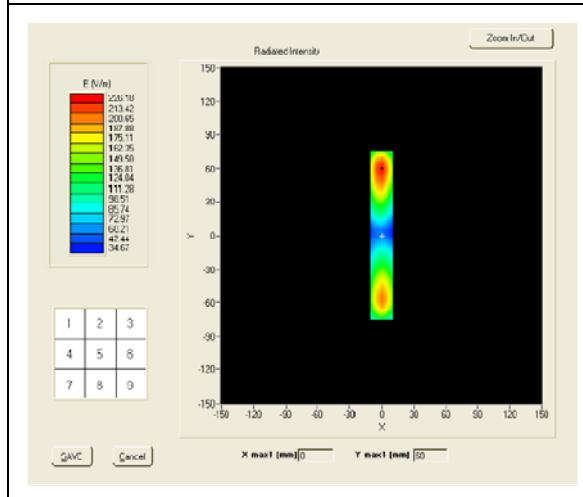 Zoom In/Out
Radiated Intensity
E (V/m)
226.18
213.42
200.65
187.88
175.11
162.35
149.58
136.81
124.04
111.28
98.51
85.74
72.97
60.21
47.44
34.67
150
120
90
60
30
0
-30
-60
-90
-120
-150
Y
-150 -120 -90 -60 -30 0 30 60 90 120 150
X
1 2 3
4 5 6
7 8 9
SAVE Cancel
X max1 (mm) 0 Y max1 (mm) 60